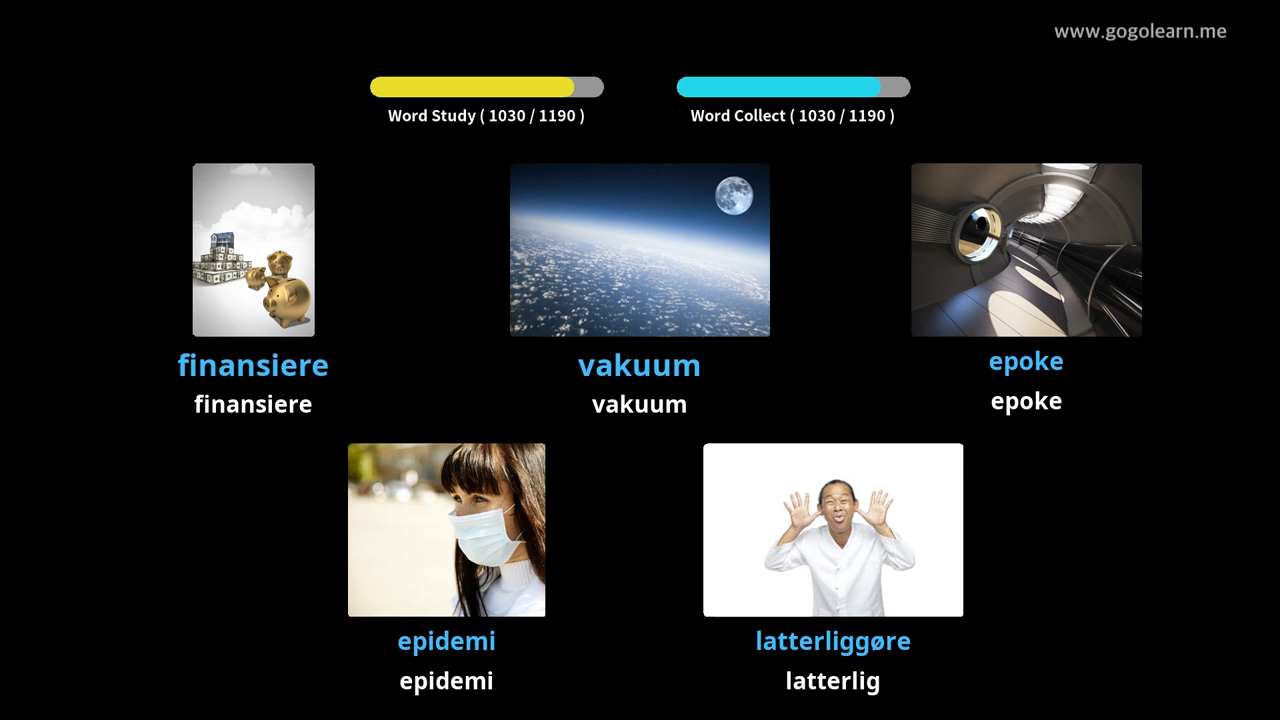 www.gogolearn.me
Word Study ( 1030 / 1190 )
Word Collect ( 1030 / 1190 )
finansiere
finansiere
vakuum
vakuum
epoke
epoke
epidemi
epidemi
latterliggøre
latterlig